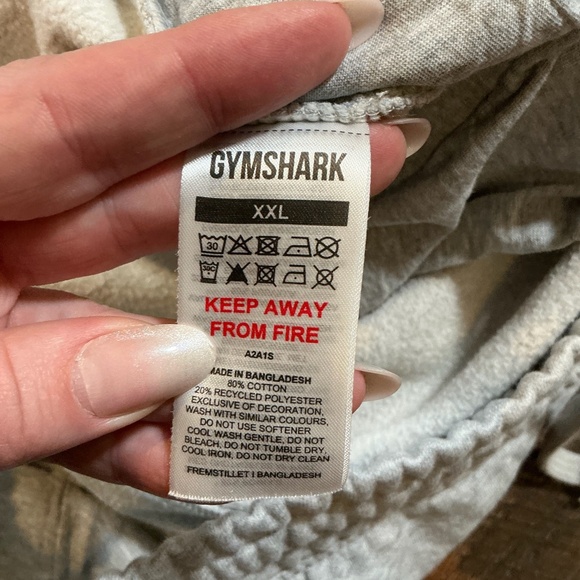 GYMSHARK
XXL
30
30C
KEEP AWAY
FROM FIRE
A2A1S
MADE IN BANGLADESH
80% COTTON
20% RECYCLED POLYESTER
EXCLUSIVE OF DECORATION,
WASH WITH SIMILAR COLOURS,
DO NOT USE SOFTENER
COOL WASH GENTLE, DO NOT
BLEACH, DO NOT TUMBLE DRY,
COOL IRON, DO NOT DRY CLEAN
FREMSTILLET I BANGLADESH